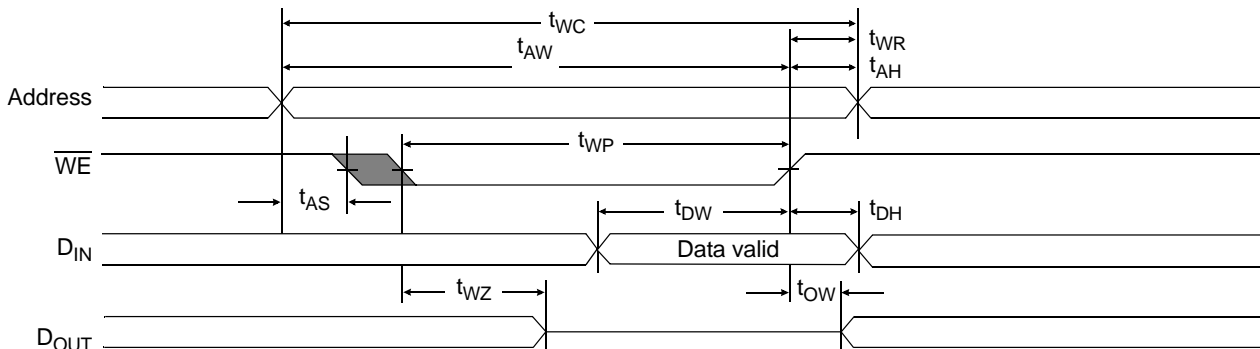 tWC
tWR
tAW
tAH
Address
WE
tWP
tAS
tDW
tDH
DIN
Data valid
tWZ
tOW
DOUT